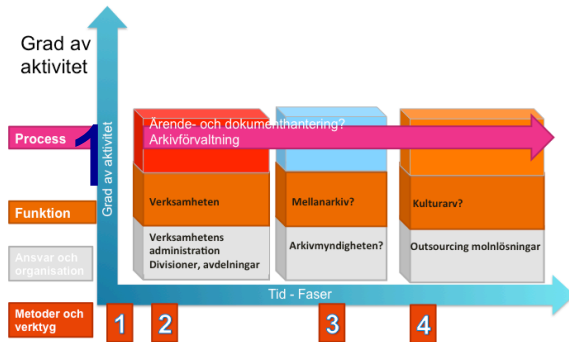 Grad av
aktivitet
Grad av aktivitet
Process
1
Ärende- och dokumenthantering?
Arkivförvaltning
Funktion
Verksamheten
Mellanarkiv?
Kulturarv?
Ansvar och
organisation
Verksamhetens
administration
Divisioner, avdelningar
Arkivmyndigheten?
Outsourcing molnlösningar
Tid - Faser
Metoder och
verktyg
1
2
3
4